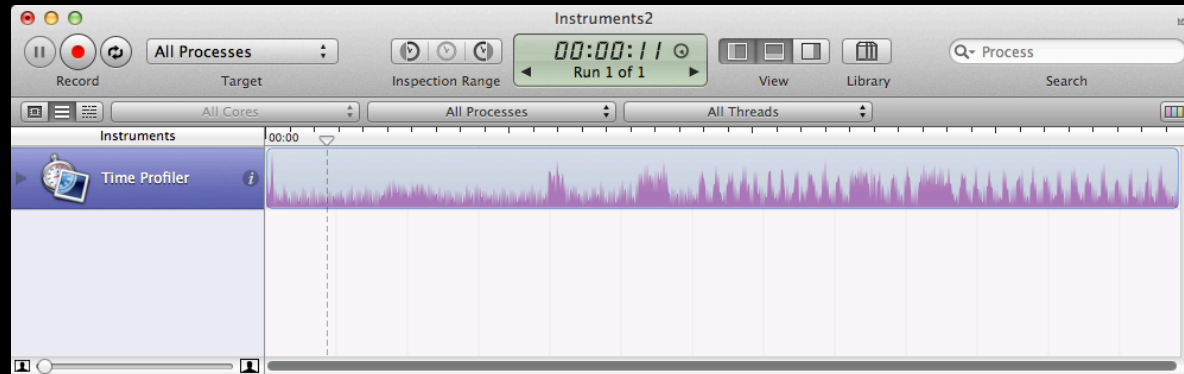 Instruments2
All Processes
00:00:11
Run 1 of 1
Process
Record
Target
Inspection Range
View
Library
Search
All Cores
All Processes
All Threads
Instruments
00:00
Time Profiler